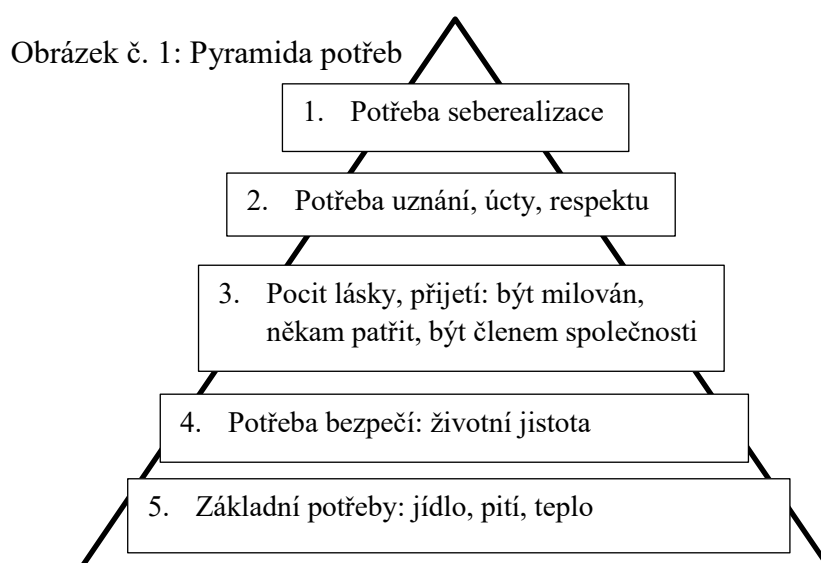 Obrázek č. 1: Pyramida potřeb
1. Potřeba seberealizace
2. Potřeba uznání, úcty, respektu
3. Pocit lásky, přijetí: být milován,
někam patřit, být členem společnosti
4. Potřeba bezpečí: životní jistota
5. Základní potřeby: jídlo, pití, teplo